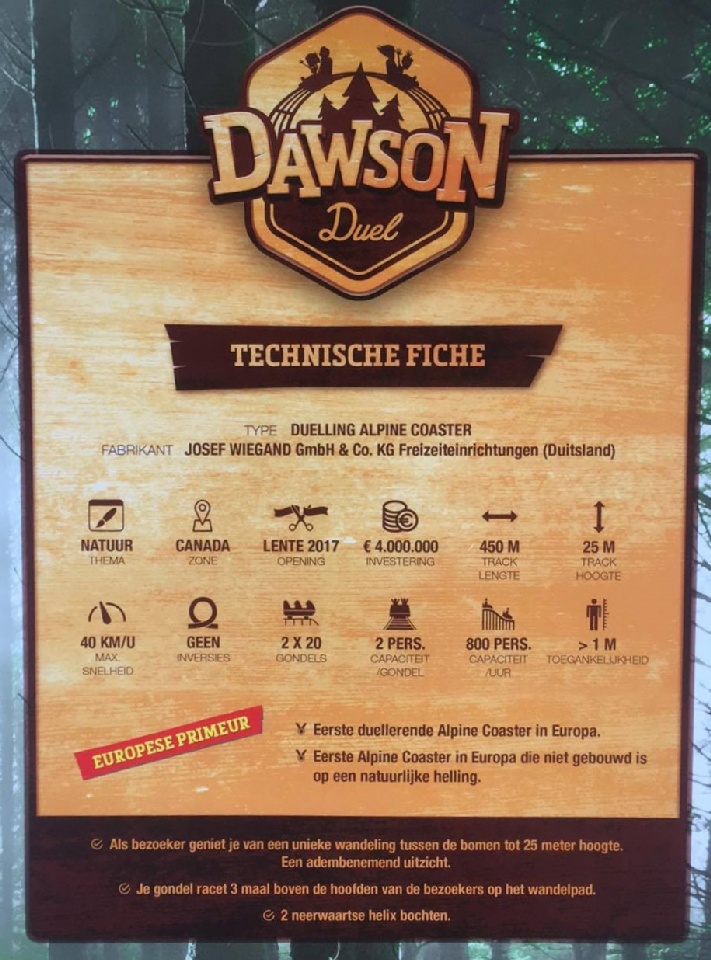 DAWSON
Duel
TECHNISCHE FICHE
TYPE DUELLING ALPINE COASTER
FABRIKANT JOSEF WIEGAND GmbH & Co. KG Freizeiteinrichtungen (Duitsland)
NATUUR CANADA LENTE 2017 € 4.000.000 450 M 25 M
THEMA ZONE OPENING INVESTERING TRACK TRACK
LENGTE HOOGTE
40 KM/U GEEN 2 X 20 2 PERS. 800 PERS. > 1 M
MAX. INVERSIES GONDELS CAPACITEIT CAPACITEIT TOEGANKELIJKHEID
SNELHEID /GONDEL /UUR
EUROPESE PRIMEUR
Eerste duellerende Alpine Coaster in Europa.
Eerste Alpine Coaster in Europa die niet gebouwd is
op een natuurlijke helling.
Als bezoeker geniet je van een unieke wandeling tussen de bomen tot 25 meter hoogte.
Een adembenemend uitzicht.
Je gondel racet 3 maal boven de hoofden van de bezoekers op het wandelpad.
2 neerwaartse helix bochten.